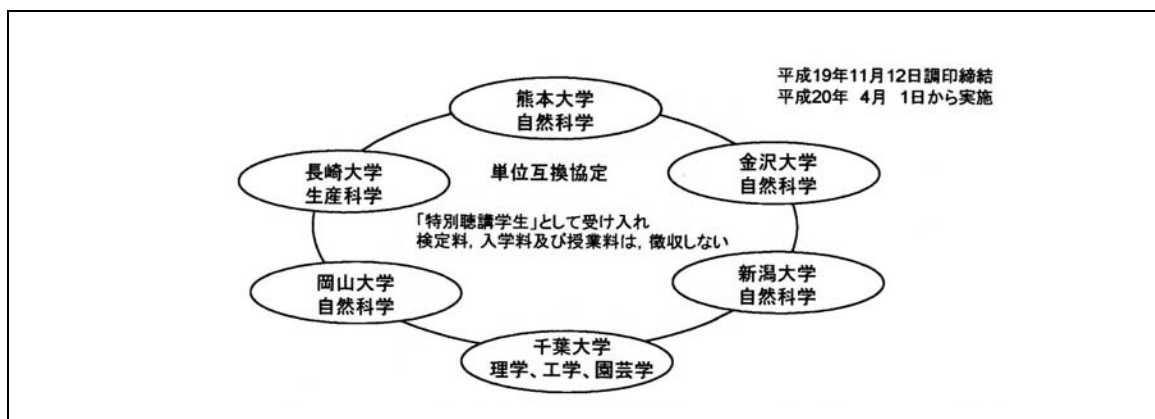 平成19年11月12日調印締結
平成20年 4月 1日から実施
熊本大学
自然科学
長崎大学
生産科学
単位互換協定
金沢大学
自然科学
「特別聴講学生」として受け入れ
検定料, 入学料及び授業料は, 徴収しない
岡山大学
自然科学
新潟大学
自然科学
千葉大学
理学、工学、園芸学